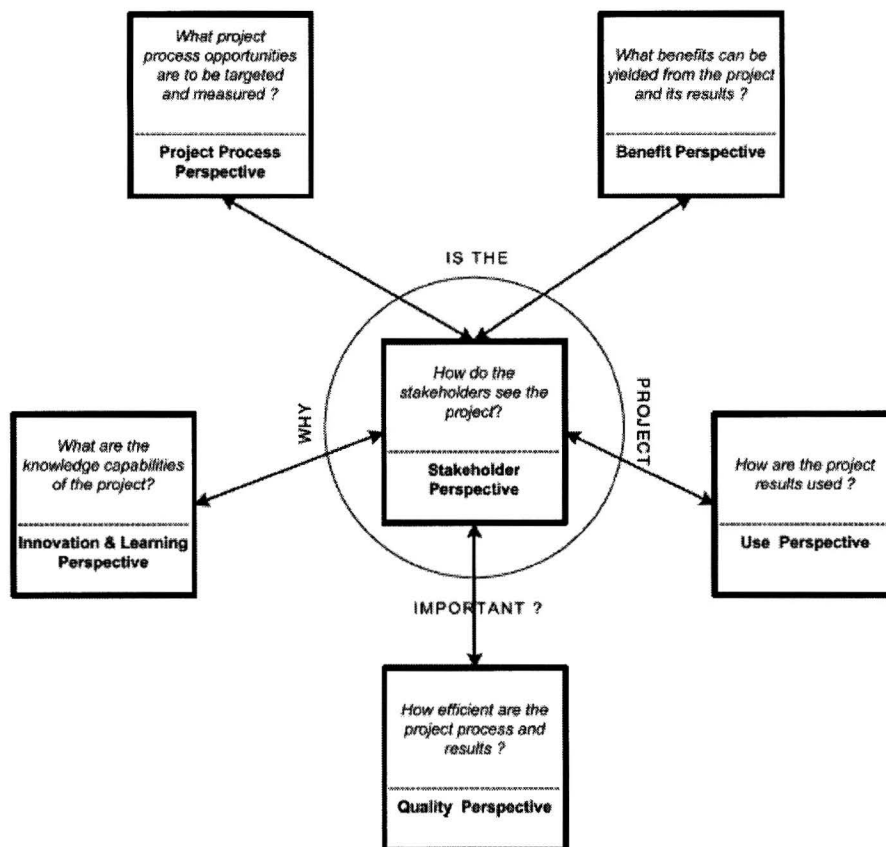 What project
process opportunities
are to be targeted
and measured ?
Project Process
Perspective
What benefits can be
yielded from the project
and its results ?
Benefit Perspective
IS THE
How do the
stakeholders see the
project?
Stakeholder
Perspective
WHY
PROJECT
What are the
knowledge capabilities
of the project?
Innovation & Learning
Perspective
How are the project
results used ?
Use Perspective
IMPORTANT ?
How efficient are the
project process and
results ?
Quality Perspective